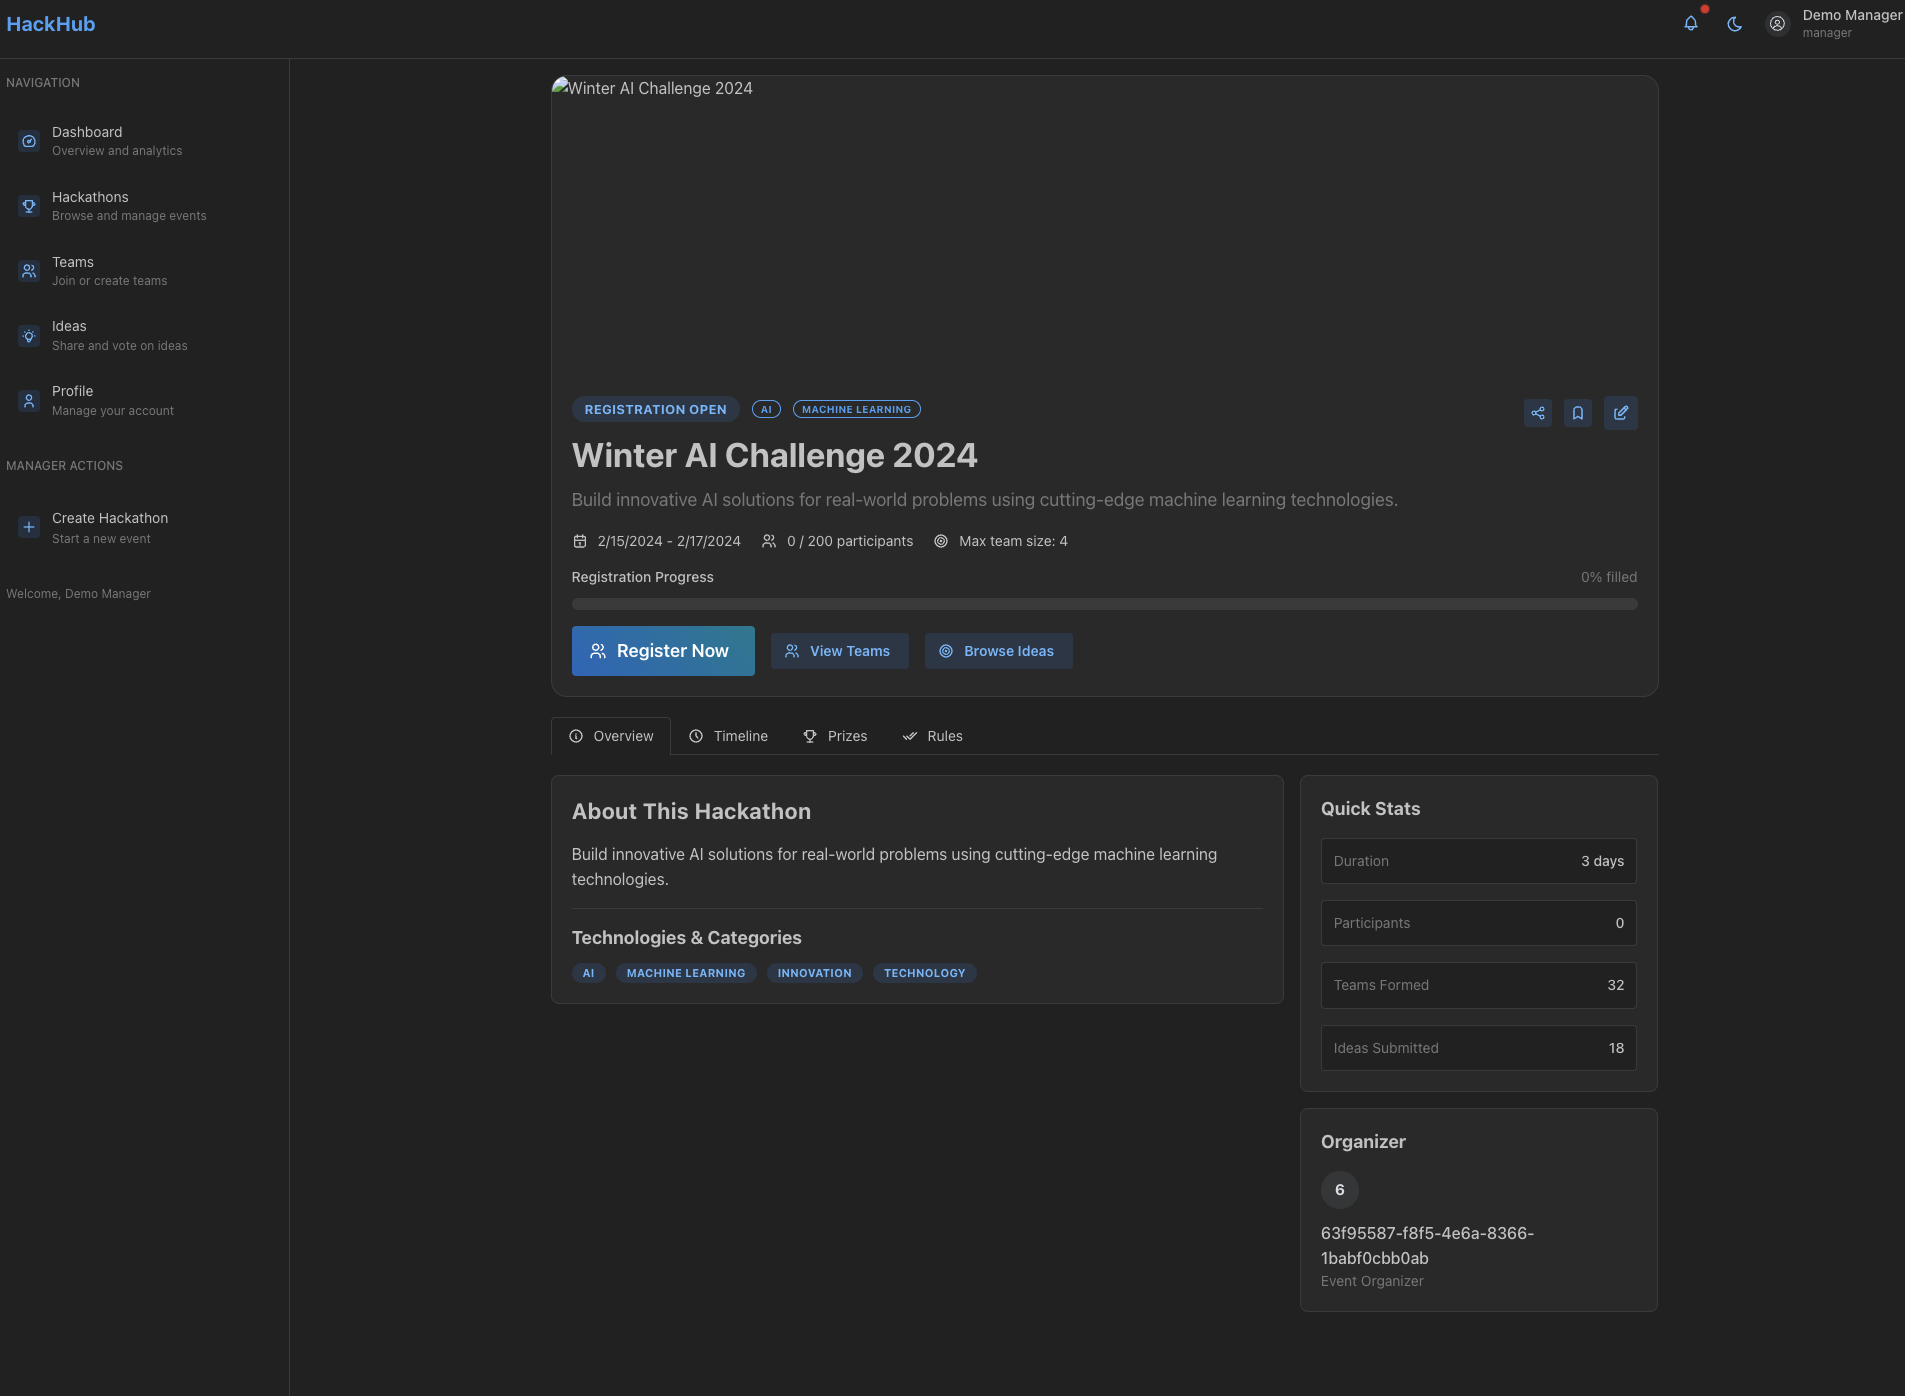 HackHub
Demo Manager
manager
NAVIGATION
Dashboard
Overview and analytics
Hackathons
Browse and manage events
Teams
Join or create teams
Ideas
Share and vote on ideas
Profile
Manage your account
MANAGER ACTIONS
Create Hackathon
Start a new event
Welcome, Demo Manager
Winter AI Challenge 2024
REGISTRATION OPEN AI MACHINE LEARNING
Winter AI Challenge 2024
Build innovative AI solutions for real-world problems using cutting-edge machine learning technologies.
2/15/2024 - 2/17/2024 0 / 200 participants Max team size: 4
Registration Progress 0% filled
Register Now View Teams Browse Ideas
Overview Timeline Prizes Rules
About This Hackathon
Build innovative AI solutions for real-world problems using cutting-edge machine learning
technologies.
Technologies & Categories
AI MACHINE LEARNING INNOVATION TECHNOLOGY
Quick Stats
Duration 3 days
Participants 0
Teams Formed 32
Ideas Submitted 18
Organizer
6
63f95587-f8f5-4e6a-8366-
1babf0cbb0ab
Event Organizer